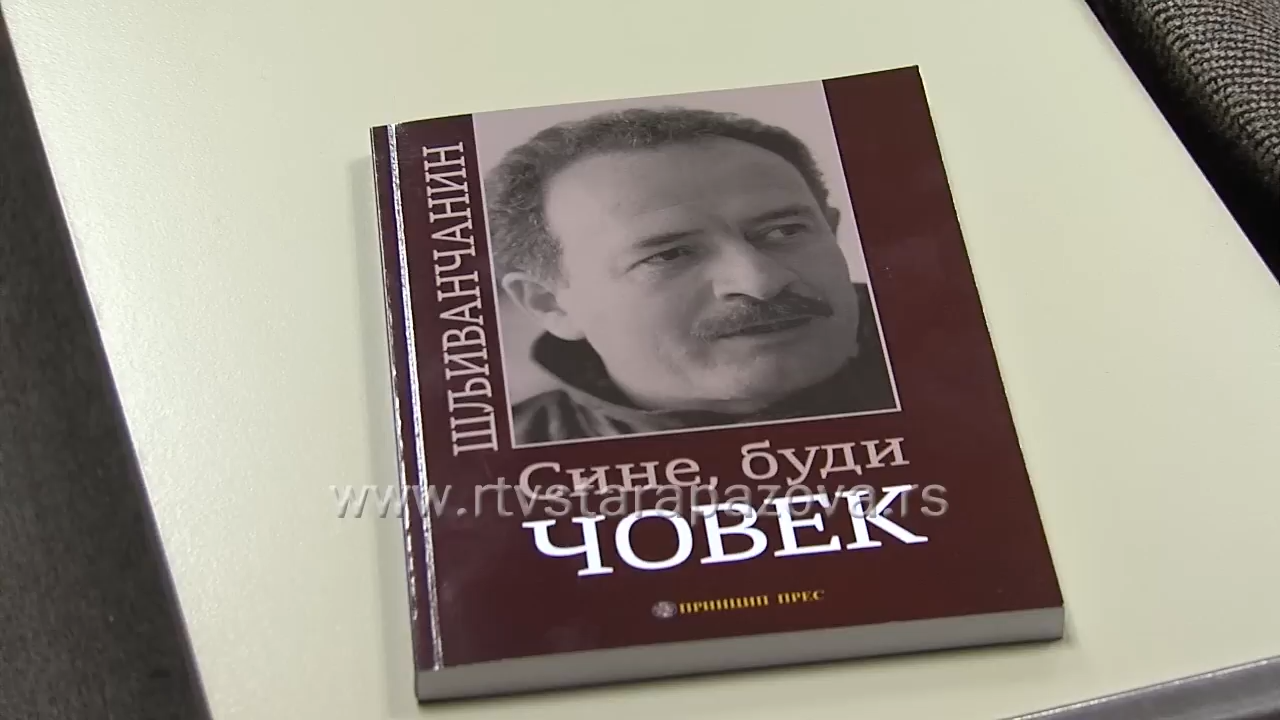 ШЉИВАНЧАНИН
Сине, буди
ЧОВЕК
ПРИНЦИП ПРЕС
www.rtvstarapazova.rs